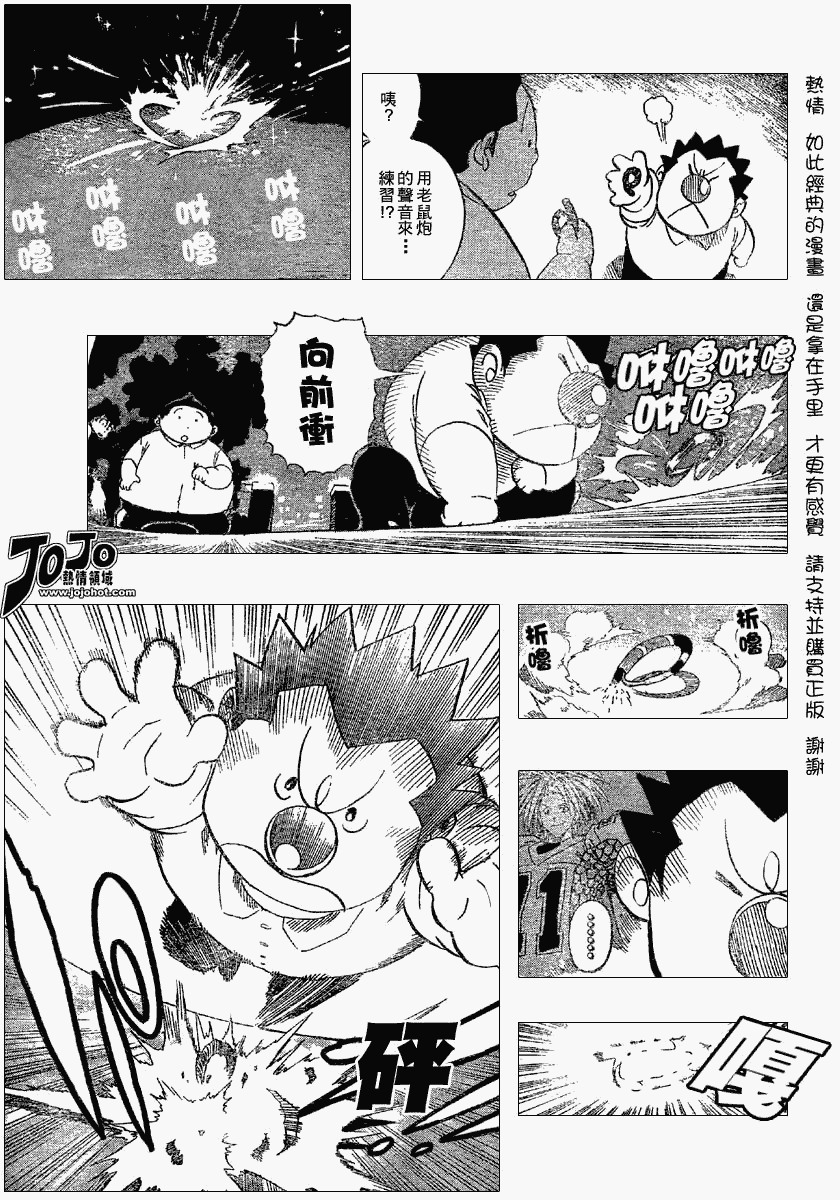 咦?
用老鼠炮
的聲音來…
練習!?
咻嚕
咻嚕
咻嚕
咻嚕
向前衝
咻嚕咻嚕
咻嚕
折嚕
折嚕
11
……
嘎
砰
JOJO
熱情領域
www.jojohot.com
熱情 如此經典的漫畫 還是拿在手里 才更有感覺 請支持並購買正版 謝謝